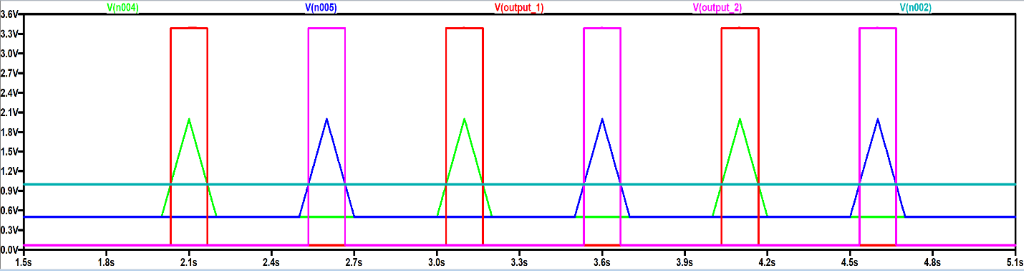 V(n004) V(n005) V(output_1) V(output_2) V(n002)
3.6V
3.3V
3.0V
2.7V
2.4V
2.1V
1.8V
1.5V
1.2V
0.9V
0.6V
0.3V
0.0V
1.5s 1.8s 2.1s 2.4s 2.7s 3.0s 3.3s 3.6s 3.9s 4.2s 4.5s 4.8s 5.1s